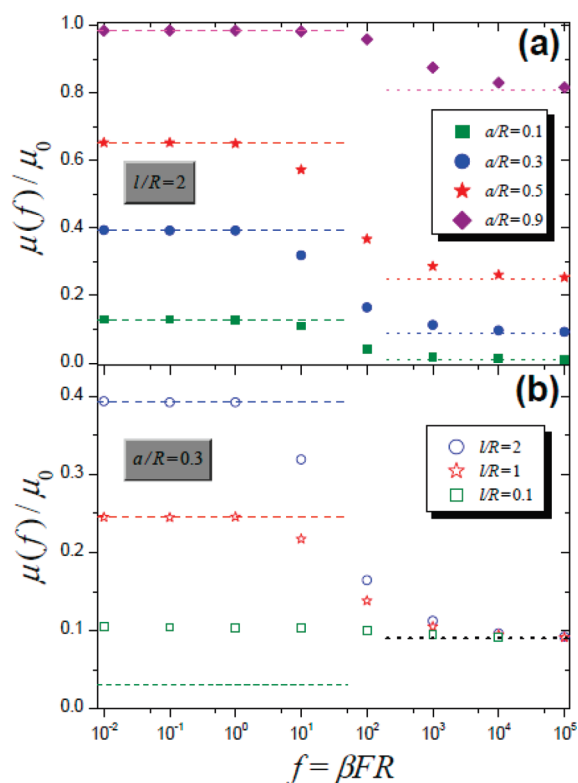 (a)
1.0
0.8
0.6
0.4
0.2
0.0
μ(f)/μ₀
l/R=2
a/R=0.1
a/R=0.3
a/R=0.5
a/R=0.9
(b)
0.4
0.3
0.2
0.1
0.0
μ(f)/μ₀
a/R=0.3
l/R=2
l/R=1
l/R=0.1
10⁻² 10⁻¹ 10⁰ 10¹ 10² 10³ 10⁴ 10⁵
f = βFR